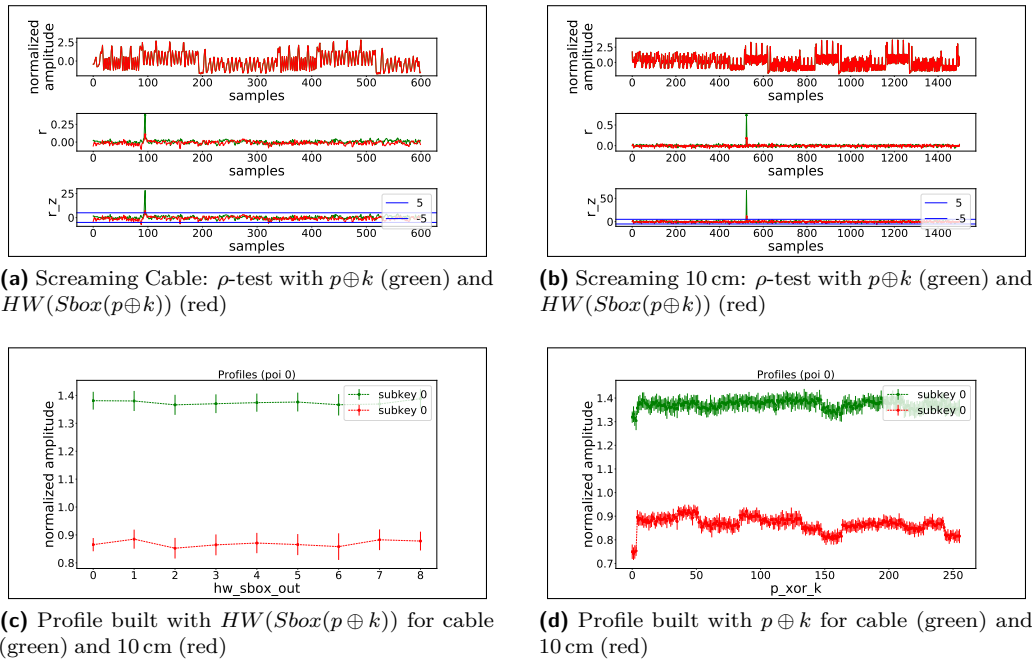 normalized
amplitude
2.5
0.0
0 100 200 300 400 500 600
samples
r
0.25
0.00
0 100 200 300 400 500 600
samples
r_z
25
0
5
-5
0 100 200 300 400 500 600
samples
(a) Screaming Cable: ρ-test with p⊕k (green) and
HW(Sbox(p⊕k)) (red)
normalized
amplitude
2.5
0.0
0 200 400 600 800 1000 1200 1400
samples
r
0.5
0.0
0 200 400 600 800 1000 1200 1400
samples
r_z
50
0
5
-5
0 200 400 600 800 1000 1200 1400
samples
(b) Screaming 10 cm: ρ-test with p⊕k (green) and
HW(Sbox(p⊕k)) (red)
Profiles (poi 0)
normalized amplitude
1.4
1.3
1.2
1.1
1.0
0.9
0.8
subkey 0
subkey 0
0 1 2 3 4 5 6 7 8
hw_sbox_out
(c) Profile built with HW(Sbox(p ⊕ k)) for cable
(green) and 10 cm (red)
Profiles (poi 0)
normalized amplitude
1.4
1.3
1.2
1.1
1.0
0.9
0.8
0.7
subkey 0
subkey 0
0 50 100 150 200 250
p_xor_k
(d) Profile built with p ⊕ k for cable (green) and
10 cm (red)